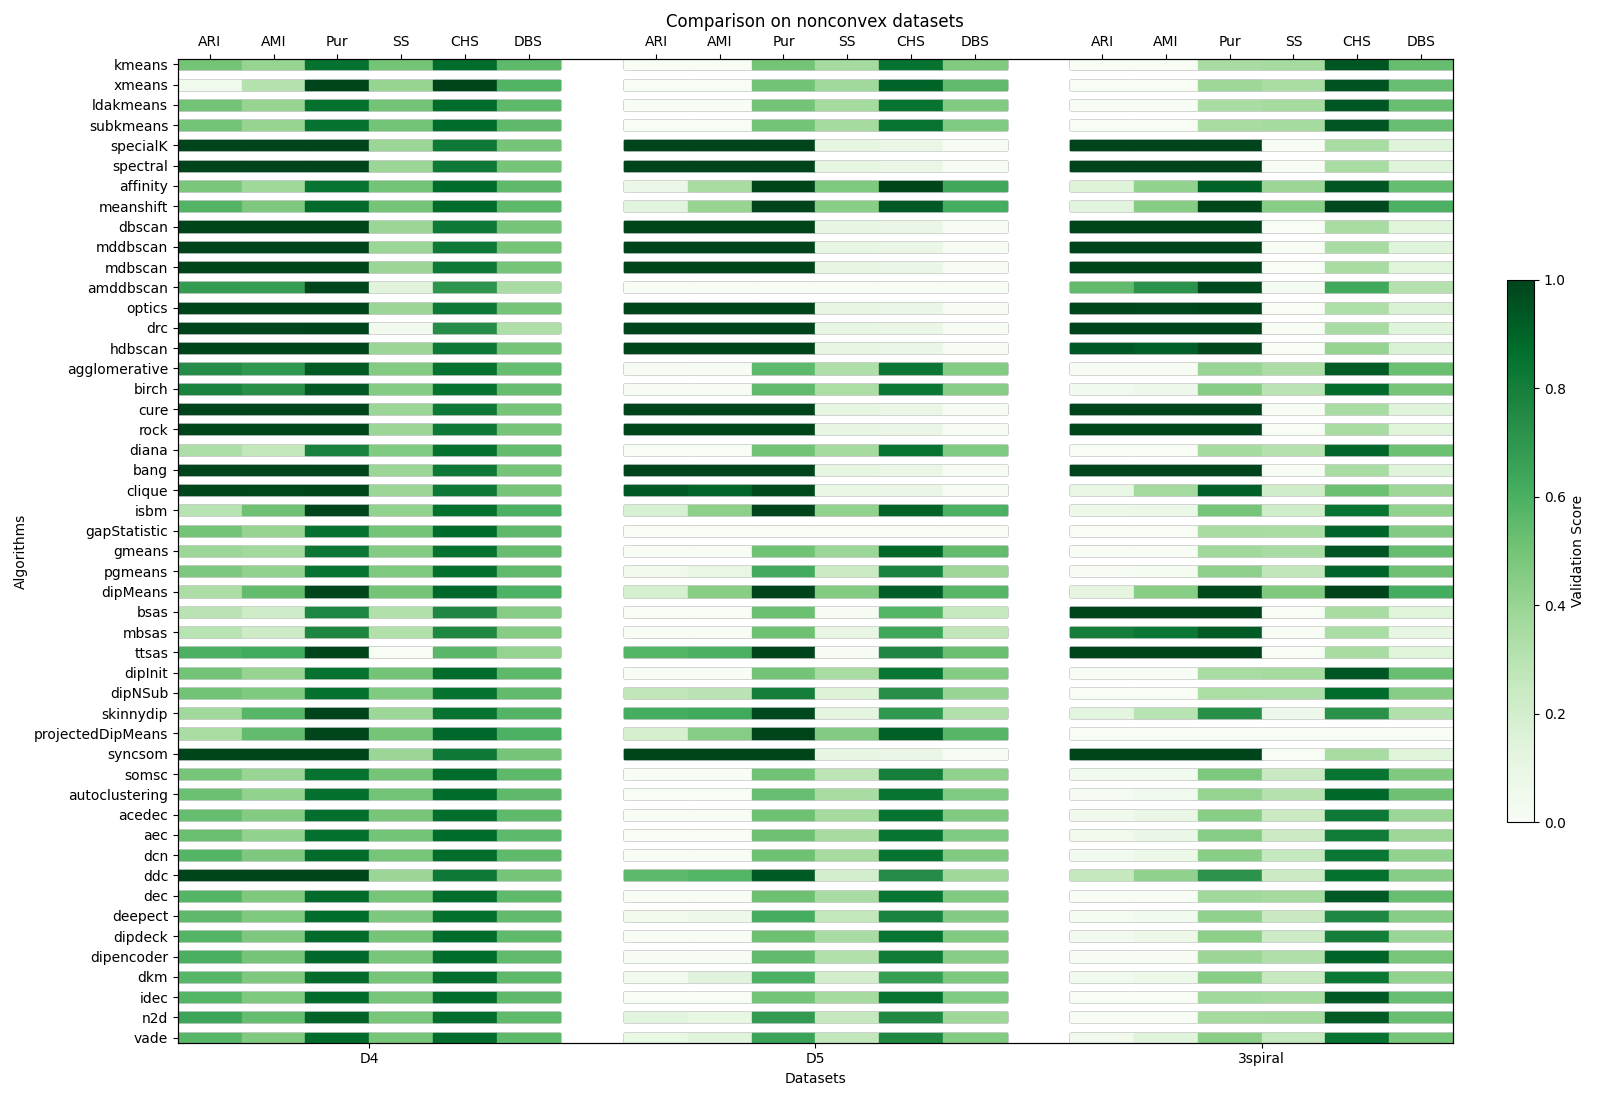 Comparison on nonconvex datasets
ARI AMI Pur SS CHS DBS ARI AMI Pur SS CHS DBS ARI AMI Pur SS CHS DBS
kmeans
xmeans
ldakmeans
subkmeans
specialK
spectral
affinity
meanshift
dbscan
mddbscan
mdbscan
amddbscan
optics
drc
hdbscan
agglomerative
birch
cure
rock
diana
bang
clique
isbm
gapStatistic
gmeans
pgmeans
dipMeans
bsas
mbsas
ttsas
dipInit
dipNSub
skinnydip
projectedDipMeans
syncsom
somsc
autoclustering
acedec
aec
dcn
ddc
dec
deepect
dipdeck
dipencoder
dkm
idec
n2d
vade
Algorithms
D4 D5 3spiral
Datasets
1.0
0.8
0.6
0.4
0.2
0.0
Validation Score